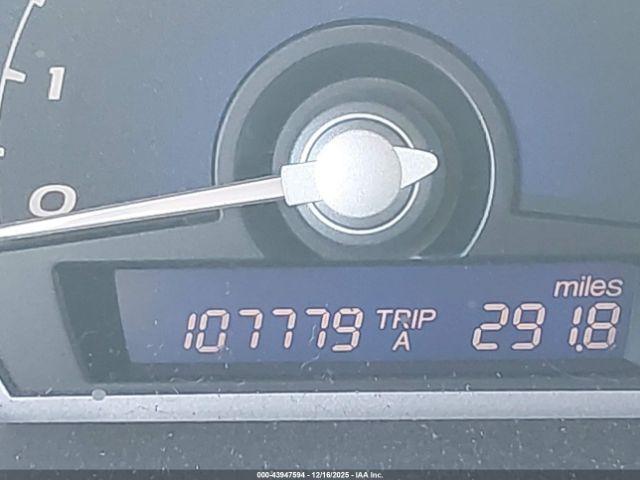 1
0
miles
107779 TRIP A 291.8
000-43947594 - 12/16/2025 - IAA Inc.